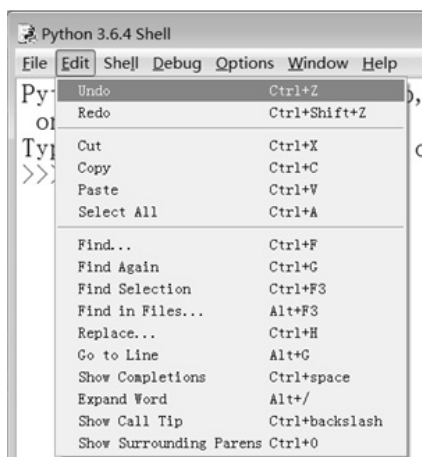 Python 3.6.4 Shell
File Edit Shell Debug Options Window Help
Undo Ctrl+Z
Redo Ctrl+Shift+Z
Cut Ctrl+X
Copy Ctrl+C
Paste Ctrl+V
Select All Ctrl+A
Find... Ctrl+F
Find Again Ctrl+G
Find Selection Ctrl+F3
Find in Files... Alt+F3
Replace... Ctrl+H
Go to Line Alt+G
Show Completions Ctrl+space
Expand Word Alt+/
Show Call Tip Ctrl+backslash
Show Surrounding Parens Ctrl+0
>>>